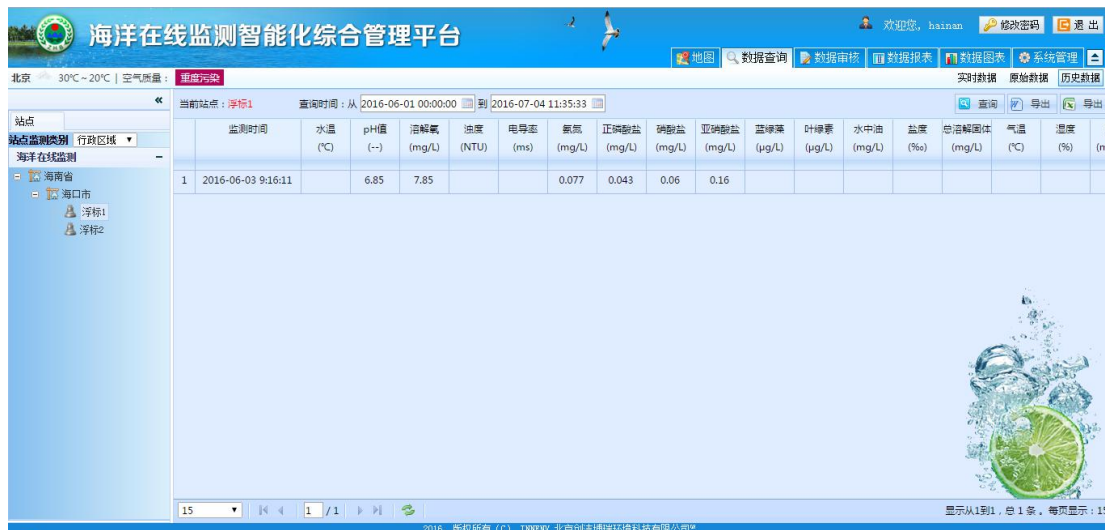 海洋在线监测智能化综合管理平台
欢迎您, hainan 修改密码 退 出
地图 数据查询 数据审核 数据报表 数据图表 系统管理
北京 30℃~20℃ | 空气质量: 重度污染 实时数据 原始数据 历史数据
« 当前站点:浮标1 查询时间:从 2016-06-01 00:00:00 到 2016-07-04 11:35:33 查询 导出 导出
站点
站点监测类别 行政区域
海洋在线监测
海南省
海口市
浮标1
浮标2
监测时间 水温 pH值 溶解氧 浊度 电导率 氨氮 正磷酸盐 硝酸盐 亚硝酸盐 蓝绿藻 叶绿素 水中油 盐度 总溶解固体 气温 湿度
(℃) (--) (mg/L) (NTU) (ms) (mg/L) (mg/L) (mg/L) (mg/L) (μg/L) (μg/L) (mg/L) (‰) (mg/L) (℃) (%)
1 2016-06-03 9:16:11 6.85 7.85 0.077 0.043 0.06 0.16
15 1 / 1 显示从1到1, 总 1 条 。每页显示: 15
2016 版权所有 (C)